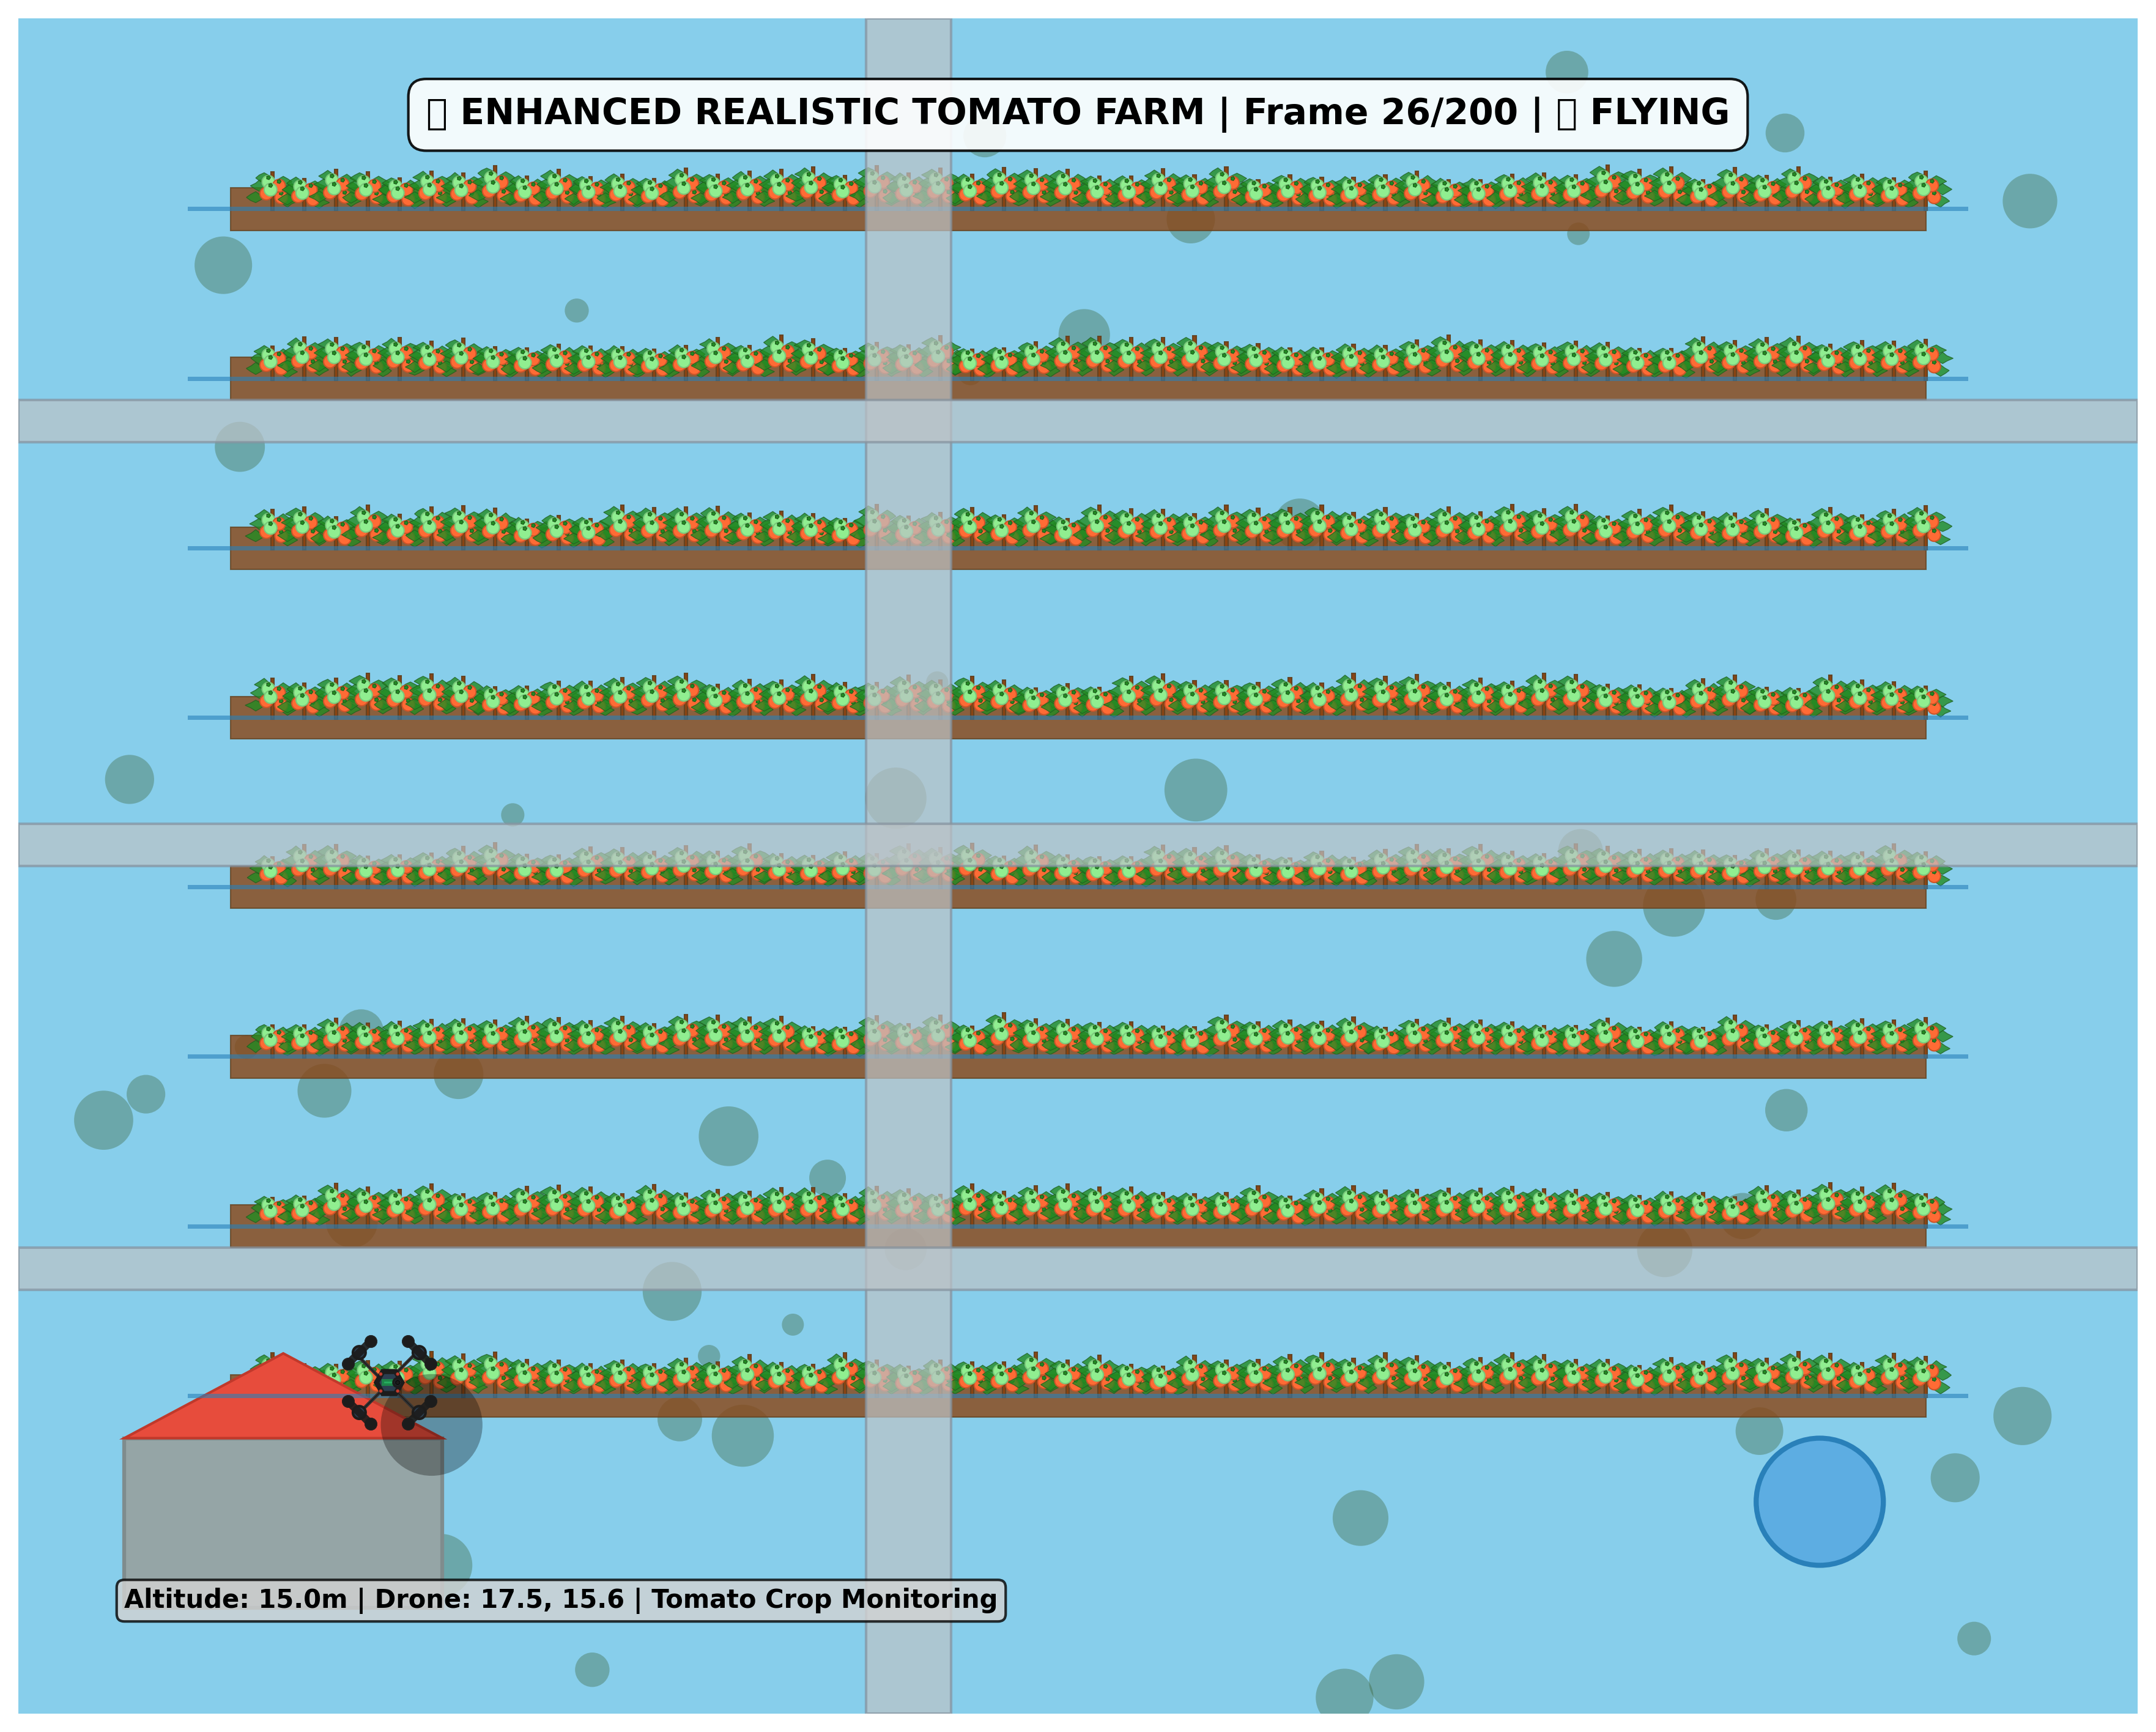 ▯ ENHANCED REALISTIC TOMATO FARM | Frame 26/200 | ▯ FLYING
Altitude: 15.0m | Drone: 17.5, 15.6 | Tomato Crop Monitoring